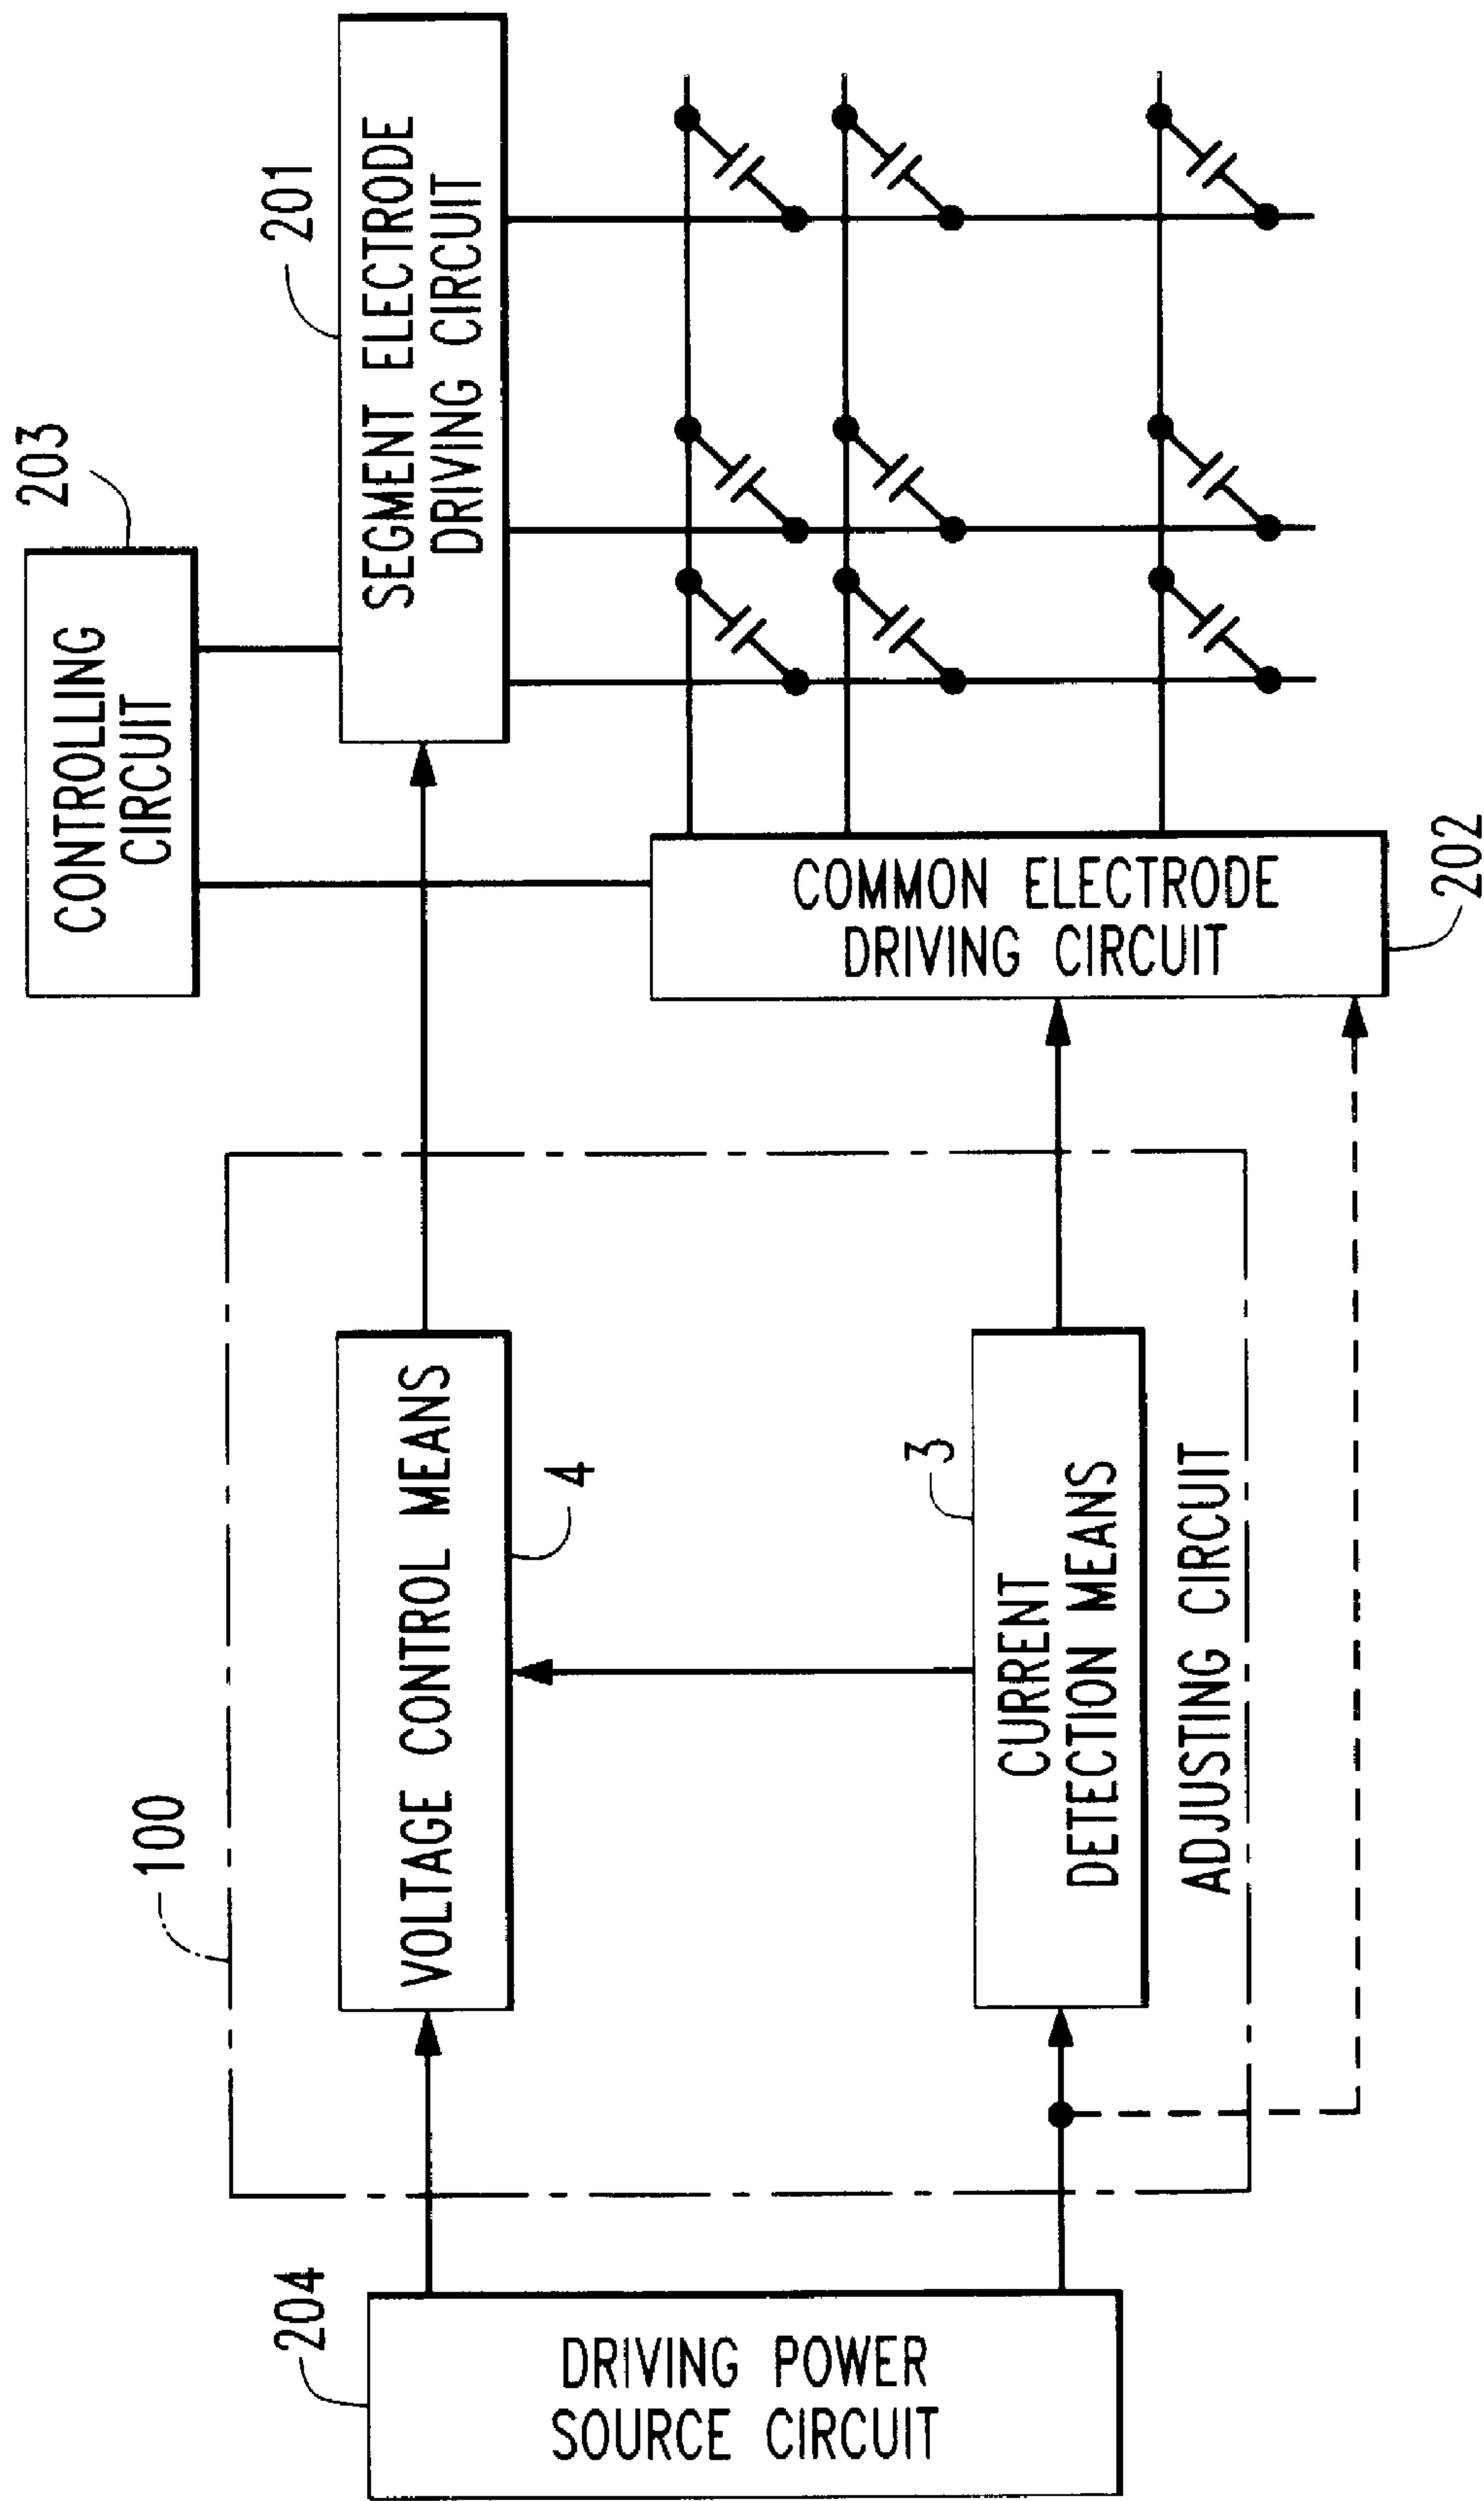 203
CONTROLLING
CIRCUIT
201
SEGMENT ELECTRODE
DRIVING CIRCUIT
COMMON ELECTRODE
DRIVING CIRCUIT
202
100
VOLTAGE CONTROL MEANS
4
3
CURRENT
DETECTION MEANS
ADJUSTING CIRCUIT
204
DRIVING POWER
SOURCE CIRCUIT